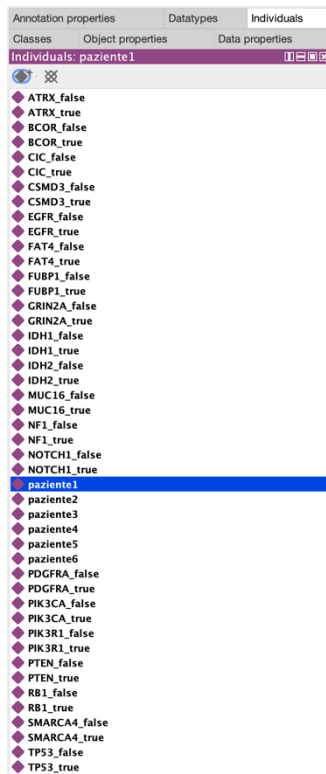 Annotation properties Datatypes Individuals
Classes Object properties Data properties
Individuals: paziente1
ATRX_false
ATRX_true
BCOR_false
BCOR_true
CIC_false
CIC_true
CSMD3_false
CSMD3_true
EGFR_false
EGFR_true
FAT4_false
FAT4_true
FUBP1_false
FUBP1_true
GRIN2A_false
GRIN2A_true
IDH1_false
IDH1_true
IDH2_false
IDH2_true
MUC16_false
MUC16_true
NF1_false
NF1_true
NOTCH1_false
NOTCH1_true
paziente1
paziente2
paziente3
paziente4
paziente5
paziente6
PDGFRA_false
PDGFRA_true
PIK3CA_false
PIK3CA_true
PIK3R1_false
PIK3R1_true
PTEN_false
PTEN_true
RB1_false
RB1_true
SMARCA4_false
SMARCA4_true
TP53_false
TP53_true